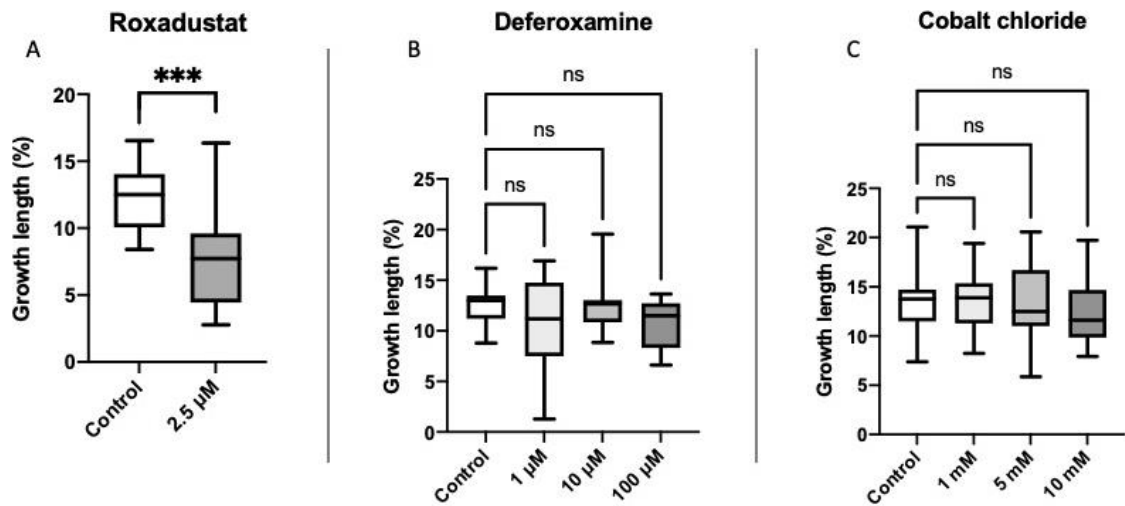 Roxadustat
A
***
Growth length (%)
20
15
10
5
0
Control
2.5 µM
Deferoxamine
B
ns
ns
ns
Growth length (%)
25
20
15
10
5
0
Control
1 µM
10 µM
100 µM
Cobalt chloride
C
ns
ns
ns
Growth length (%)
25
20
15
10
5
0
Control
1 mM
5 mM
10 mM